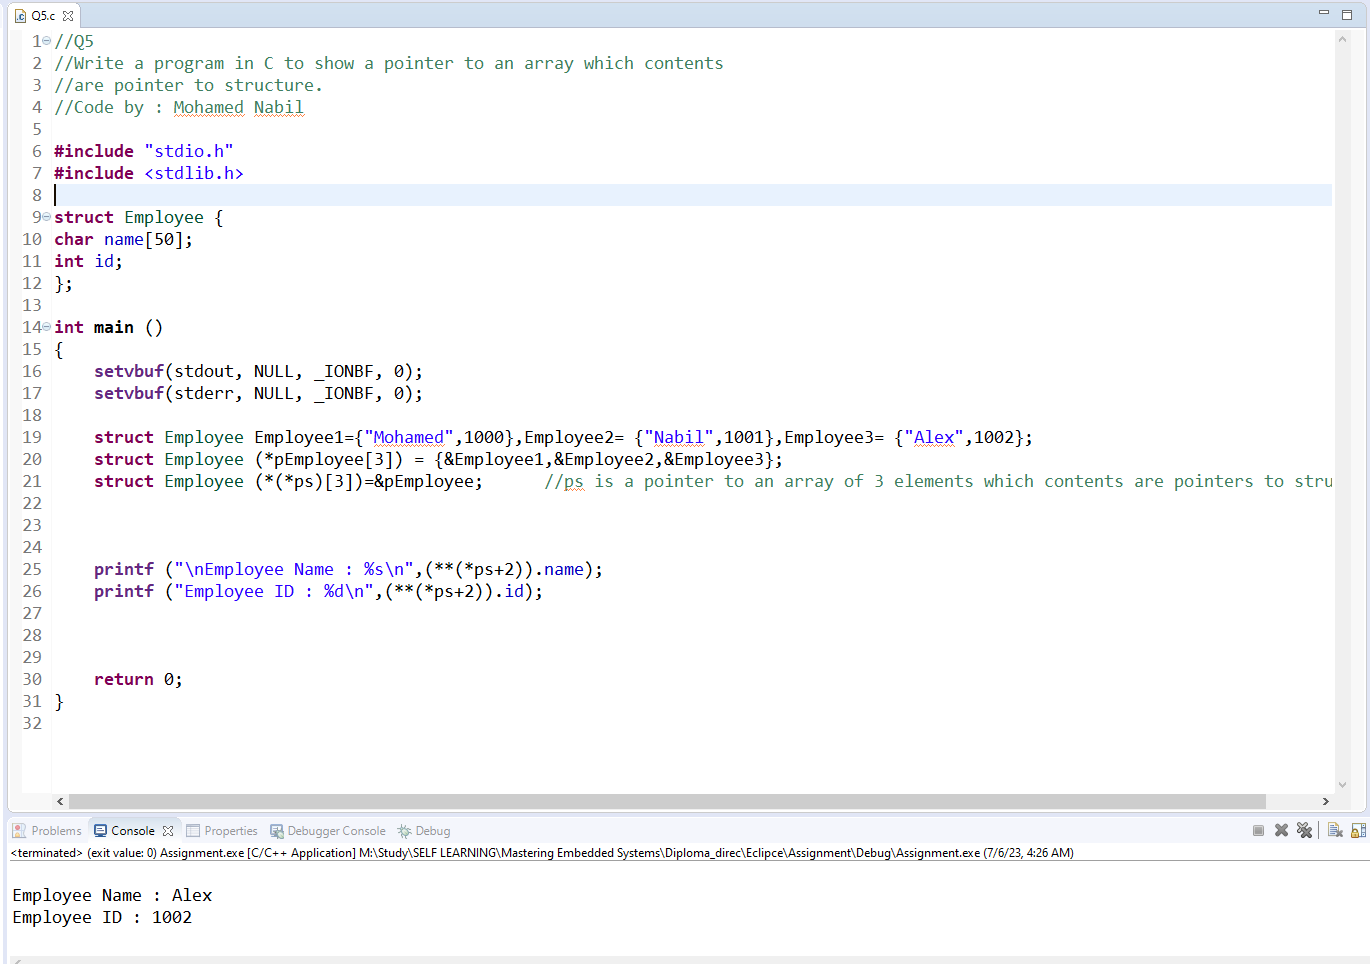 Q5.c
1 //Q5
2 //Write a program in C to show a pointer to an array which contents
3 //are pointer to structure.
4 //Code by : Mohamed Nabil
5
6 #include "stdio.h"
7 #include <stdlib.h>
8
9 struct Employee {
10 char name[50];
11 int id;
12 };
13
14 int main ()
15 {
16     setvbuf(stdout, NULL, _IONBF, 0);
17     setvbuf(stderr, NULL, _IONBF, 0);
18
19     struct Employee Employee1={"Mohamed",1000},Employee2= {"Nabil",1001},Employee3= {"Alex",1002};
20     struct Employee (*pEmployee[3]) = {&Employee1,&Employee2,&Employee3};
21     struct Employee (*(*ps)[3])=&pEmployee;      //ps is a pointer to an array of 3 elements which contents are pointers to stru
22
23
24
25     printf ("\nEmployee Name : %s\n",(**(*ps+2)).name);
26     printf ("Employee ID : %d\n",(**(*ps+2)).id);
27
28
29
30     return 0;
31 }
32
Problems Console Properties Debugger Console Debug
<terminated> (exit value: 0) Assignment.exe [C/C++ Application] M:\Study\SELF LEARNING\Mastering Embedded Systems\Diploma_direc\Eclipce\Assignment\Debug\Assignment.exe (7/6/23, 4:26 AM)
Employee Name : Alex
Employee ID : 1002